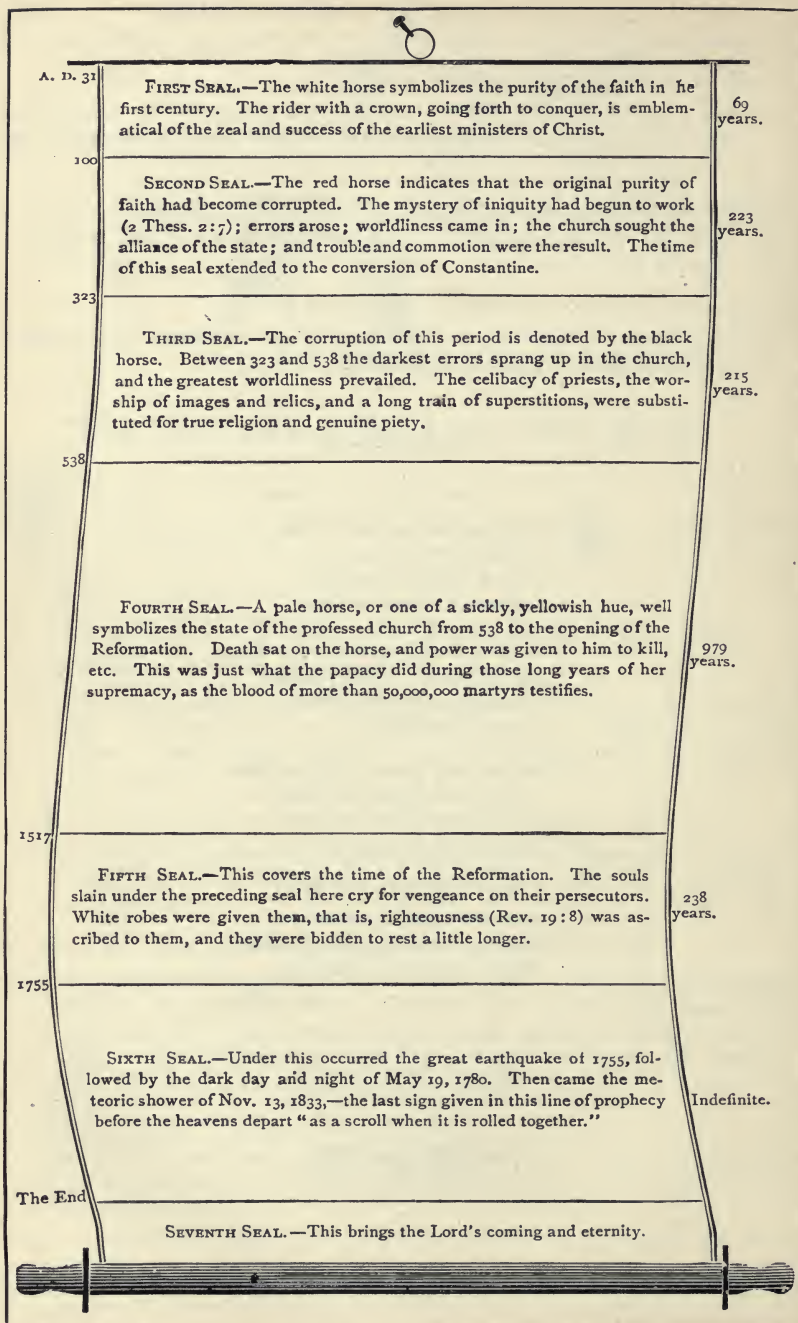 A. D. 31
FIRST SEAL.—The white horse symbolizes the purity of the faith in he
first century. The rider with a crown, going forth to conquer, is emblem-
atical of the zeal and success of the earliest ministers of Christ.
69
years.
100
SECOND SEAL.—The red horse indicates that the original purity of
faith had become corrupted. The mystery of iniquity had begun to work
(2 Thess. 2:7); errors arose; worldliness came in; the church sought the
alliance of the state; and trouble and commotion were the result. The time
of this seal extended to the conversion of Constantine.
223
years.
323
THIRD SEAL.—The corruption of this period is denoted by the black
horse. Between 323 and 538 the darkest errors sprang up in the church,
and the greatest worldliness prevailed. The celibacy of priests, the wor-
ship of images and relics, and a long train of superstitions, were substi-
tuted for true religion and genuine piety.
215
years.
538
FOURTH SEAL.—A pale horse, or one of a sickly, yellowish hue, well
symbolizes the state of the professed church from 538 to the opening of the
Reformation. Death sat on the horse, and power was given to him to kill,
etc. This was just what the papacy did during those long years of her
supremacy, as the blood of more than 50,000,000 martyrs testifies.
979
years.
1517
FIFTH SEAL.—This covers the time of the Reformation. The souls
slain under the preceding seal here cry for vengeance on their persecutors.
White robes were given them, that is, righteousness (Rev. 19:8) was as-
cribed to them, and they were bidden to rest a little longer.
238
years.
1755
SIXTH SEAL.—Under this occurred the great earthquake of 1755, fol-
lowed by the dark day and night of May 19, 1780. Then came the me-
teoric shower of Nov. 13, 1833,—the last sign given in this line of prophecy
before the heavens depart "as a scroll when it is rolled together."
Indefinite.
The End
SEVENTH SEAL.—This brings the Lord's coming and eternity.